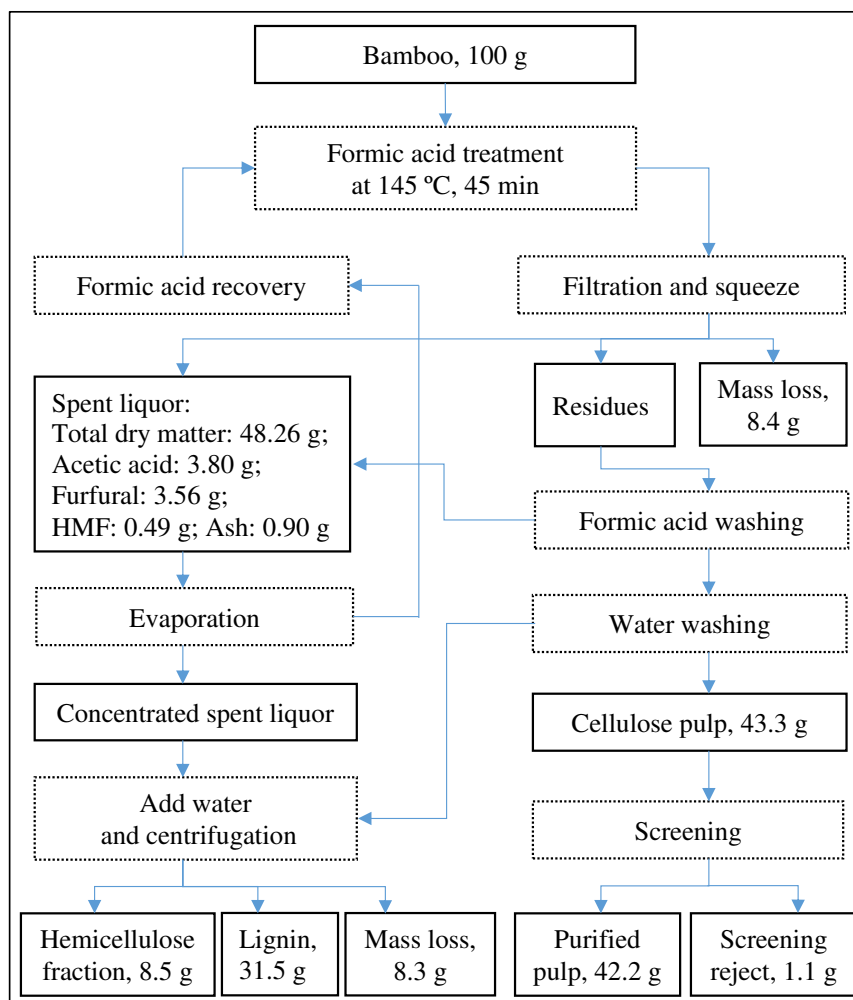 Bamboo, 100 g
Formic acid treatment
at 145 ºC, 45 min
Formic acid recovery
Filtration and squeeze
Spent liquor:
Total dry matter: 48.26 g;
Acetic acid: 3.80 g;
Furfural: 3.56 g;
HMF: 0.49 g; Ash: 0.90 g
Residues
Mass loss,
8.4 g
Formic acid washing
Evaporation
Water washing
Concentrated spent liquor
Cellulose pulp, 43.3 g
Add water
and centrifugation
Screening
Hemicellulose
fraction, 8.5 g
Lignin,
31.5 g
Mass loss,
8.3 g
Purified
pulp, 42.2 g
Screening
reject, 1.1 g